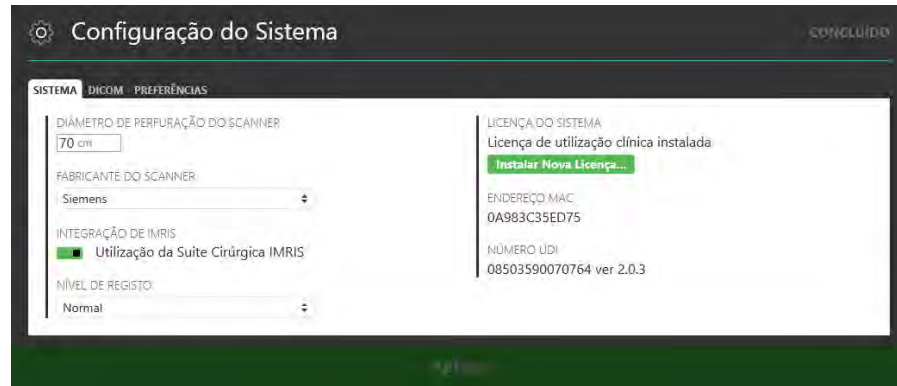 Configuração do Sistema
CONCLUÍDO
SISTEMA DICOM PREFERÊNCIAS
DIÂMETRO DE PERFURAÇÃO DO SCANNER
70 cm
FABRICANTE DO SCANNER
Siemens
INTEGRAÇÃO DE IMRIS
Utilização da Suite Cirúrgica IMRIS
NÍVEL DE REGISTO
Normal
LICENÇA DO SISTEMA
Licença de utilização clínica instalada
Instalar Nova Licença...
ENDEREÇO MAC
0A983C35ED75
NÚMERO UDI
08503590070764 ver 2.0.3